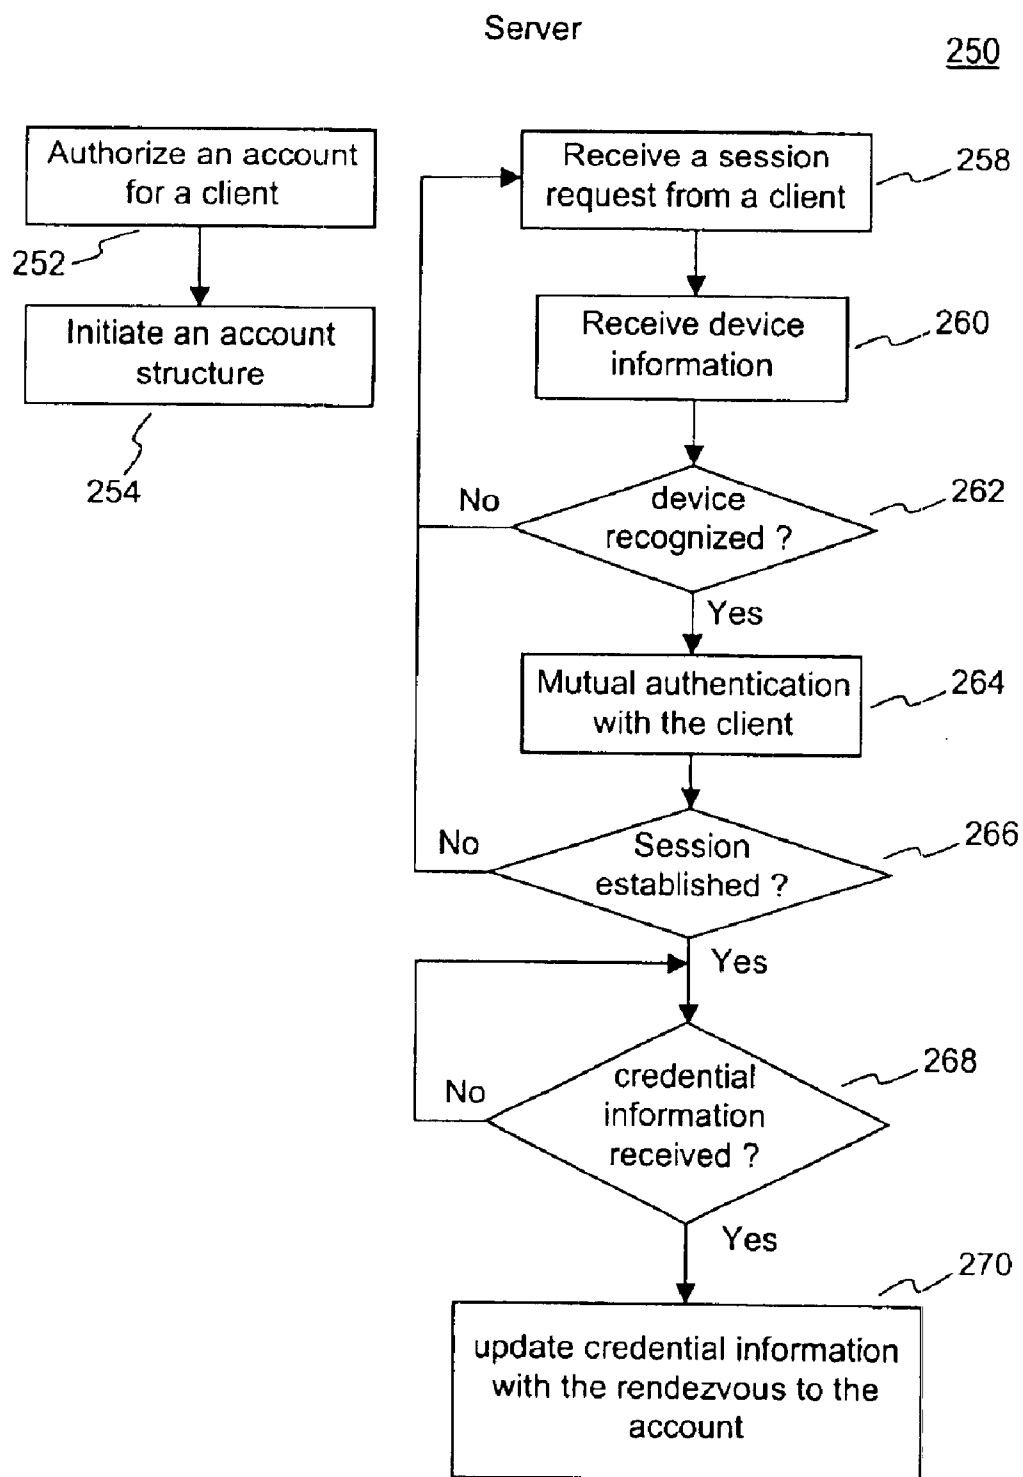 Server
250
Authorize an account
for a client
252
Initiate an account
structure
254
Receive a session
request from a client
258
Receive device
information
260
device
recognized ?
262
No
Yes
Mutual authentication
with the client
264
Session
established ?
266
No
Yes
credential
information
received ?
268
No
Yes
270
update credential information
with the rendezvous to the
account